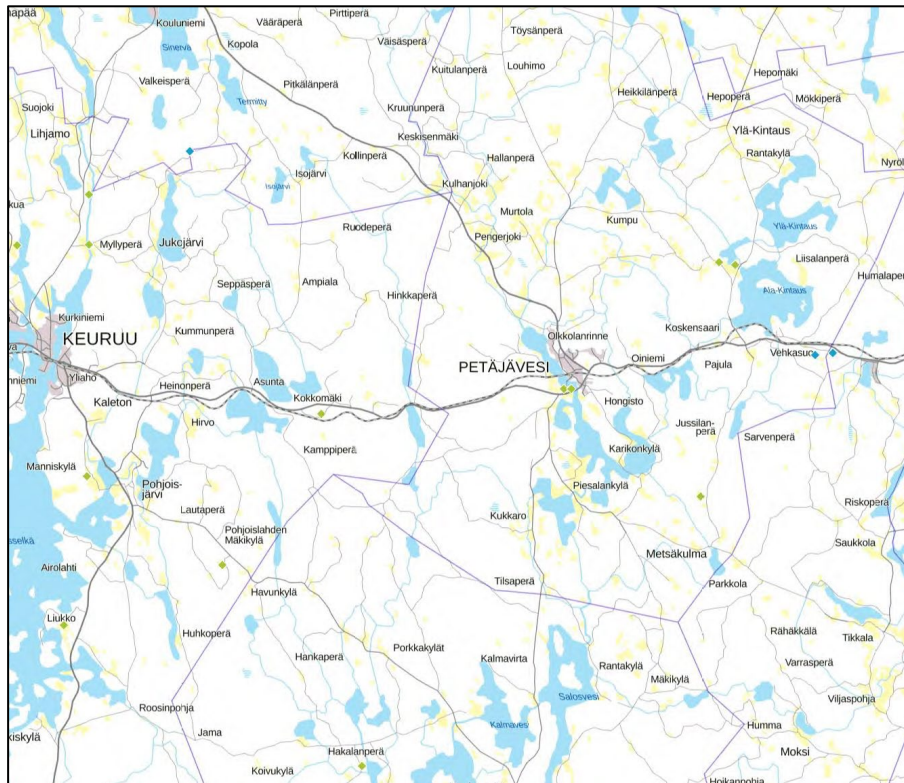 Kouluniemi
Vääräperä
Pirttiperä
Kopola
Väisäsperä
Töysänperä
Sinervä
Kuitulanperä
Louhimo
Valkeisperä
Pitkälänperä
Heikkilänperä
Hepomäki
Hepoperä
Mökkiperä
Suojoki
Termitty
Kruununperä
Lihjamo
Keskisenmäki
Ylä-Kintaus
Kollinperä
Hallanperä
Rantakylä
Isojärvi
Isojärvi
Kulhanjoki
Murtola
Kumpu
Ylä-Kintaus
Ruodeperä
Pengerjoki
Myllyperä
Jukojärvi
Liisalanperä
Seppäsperä
Ampiala
Hinkkaperä
Ala-Kintaus
Kurkiniemi
Kummunperä
Koskensaari
KEURUU
Olkkolanrinne
Vehkasuo
PETÄJÄVESI
Oiniemi
Pajula
Yliaho
Heinonperä
Asunta
Kokkomäki
Kaleton
Hongisto
Hirvo
Jussilan-
perä
Sarvenperä
Kamppiperä
Karikonkylä
Manniskylä
Pohjois-
järvi
Piesalankylä
Riskoperä
Lautaperä
Kukkaro
Pohjoislahden
Mäkikylä
Saukkola
Metsäkulma
Airolahti
Tilsaperä
Parkkola
Havunkylä
Liukko
Huhkoperä
Rähäkkälä
Tikkala
Hankaperä
Porkkakylät
Kalmavirta
Rantakylä
Varrasperä
Mäkikylä
Salosvesi
Viljaspohja
Roosinpohja
Kalmavesi
Humma
Jama
Hakalanperä
Moksi
Koivukylä
Hoikanpohja